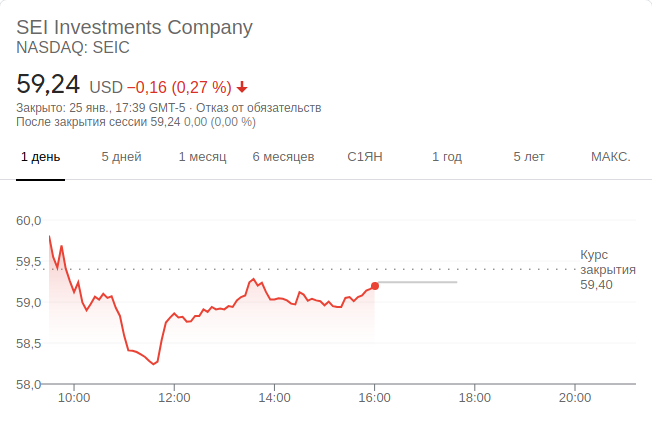 SEI Investments Company
NASDAQ: SEIC
59,24 USD −0,16 (0,27 %)
Закрыто: 25 янв., 17:39 GMT-5 · Отказ от обязательств
После закрытия сессии 59,24 0,00 (0,00 %)
1 день 5 дней 1 месяц 6 месяцев С1ЯН 1 год 5 лет МАКС.
60,0
59,5
59,0
58,5
58,0
Курс
закрытия
59,40
10:00 12:00 14:00 16:00 18:00 20:00